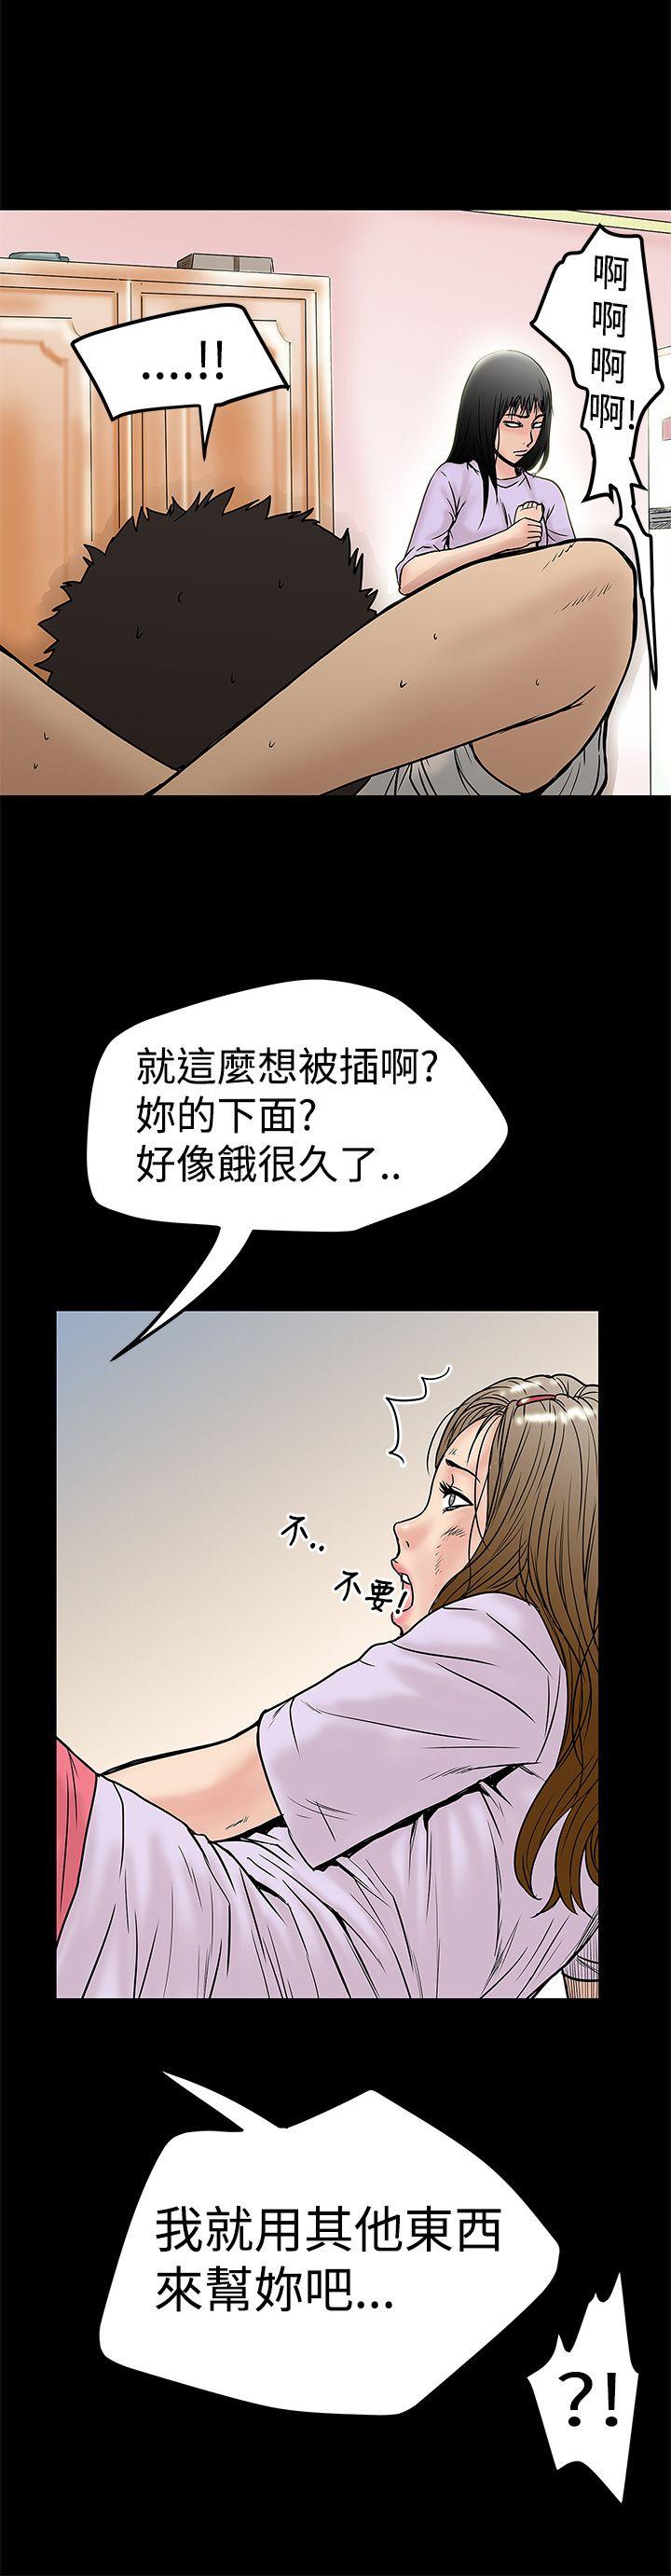 啊啊啊啊!
....!!
就這麼想被插啊?
妳的下面?
好像餓很久了..
不..
不要!
我就用其他東西
來幫妳吧...
?!